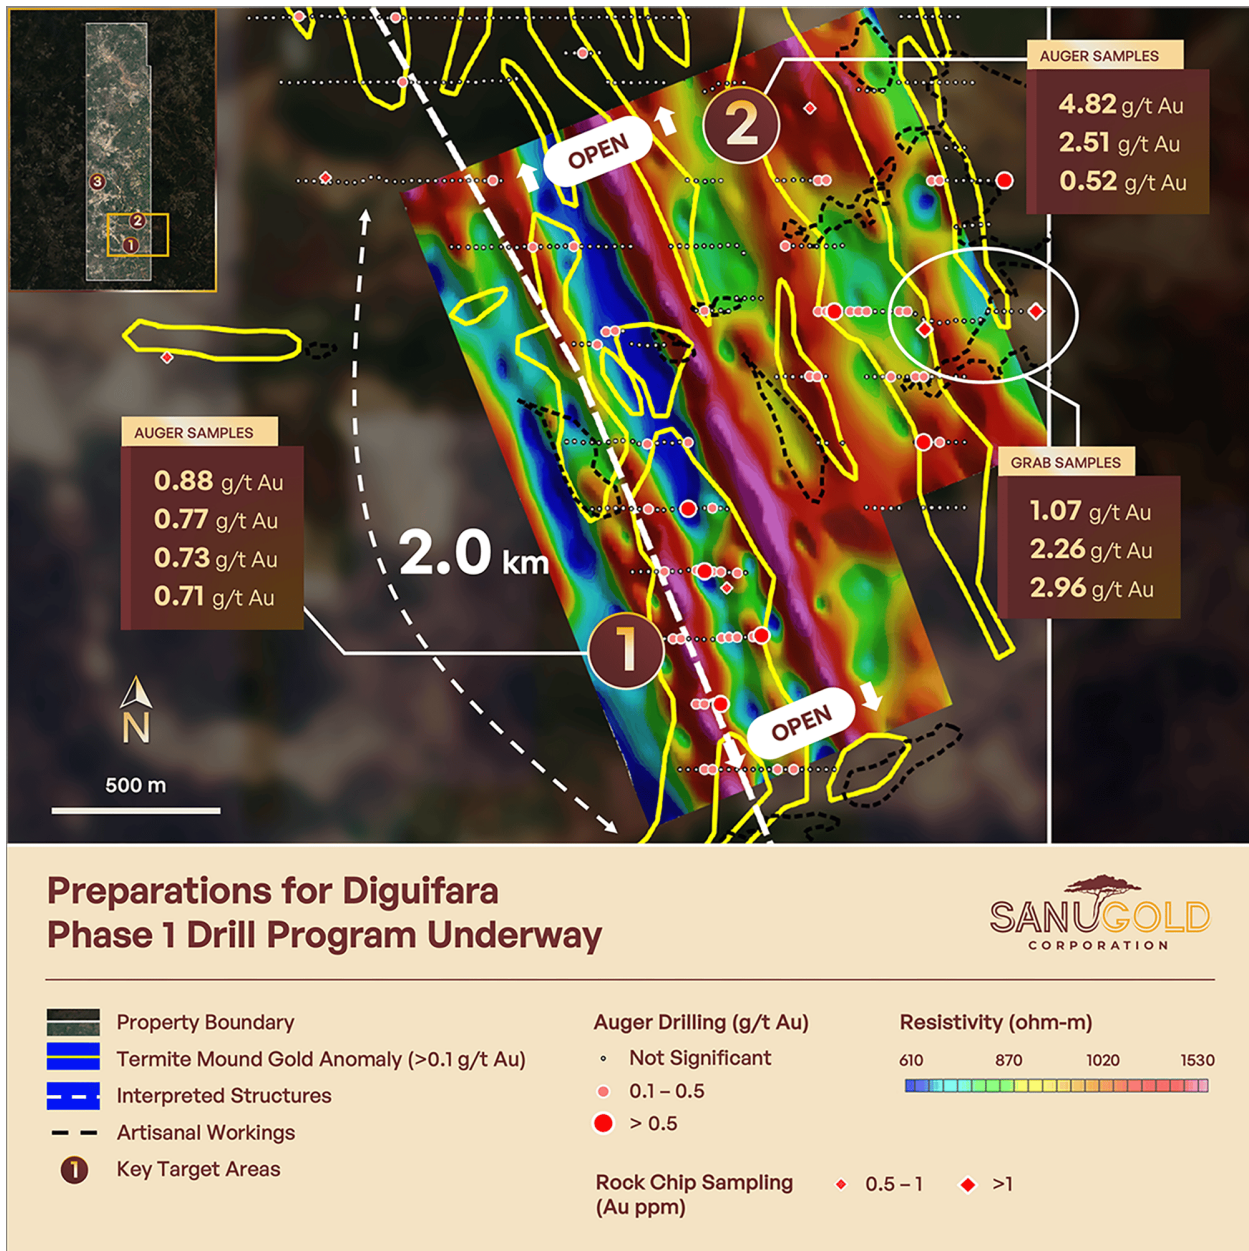 3
2
1
OPEN
2
AUGER SAMPLES
4.82 g/t Au
2.51 g/t Au
0.52 g/t Au
AUGER SAMPLES
0.88 g/t Au
0.77 g/t Au
0.73 g/t Au
0.71 g/t Au
2.0 km
GRAB SAMPLES
1.07 g/t Au
2.26 g/t Au
2.96 g/t Au
1
OPEN
N
500 m
Preparations for Diguifara
Phase 1 Drill Program Underway
SANUGOLD
CORPORATION
Property Boundary
Termite Mound Gold Anomaly (>0.1 g/t Au)
Interpreted Structures
Artisanal Workings
1 Key Target Areas
Auger Drilling (g/t Au)
Not Significant
0.1 – 0.5
> 0.5
Rock Chip Sampling
(Au ppm)
0.5 – 1
>1
Resistivity (ohm-m)
610 870 1020 1530